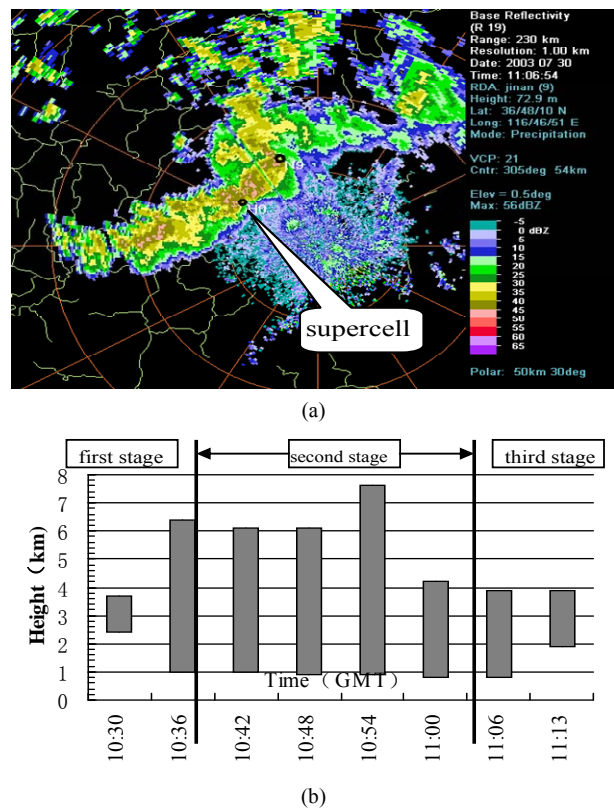 Base Reflectivity
(R 19)
Range: 230 km
Resolution: 1.00 km
Date: 2003 07 30
Time: 11:06:54
RDA: jinan (9)
Height: 72.9 m
Lat: 36/48/10 N
Long: 116/46/51 E
Mode: Precipitation
VCP: 21
Cntr: 305deg 54km
Elev = 0.5deg
Max: 56dBZ
-5
0 dBZ
5
10
15
20
25
30
35
40
45
50
55
60
65
Polar: 50km 30deg
supercell
(a)
first stage
second stage
third stage
8
7
6
5
4
3
2
1
0
Height (km)
Time (GMT)
10:30
10:36
10:42
10:48
10:54
11:00
11:06
11:13
(b)